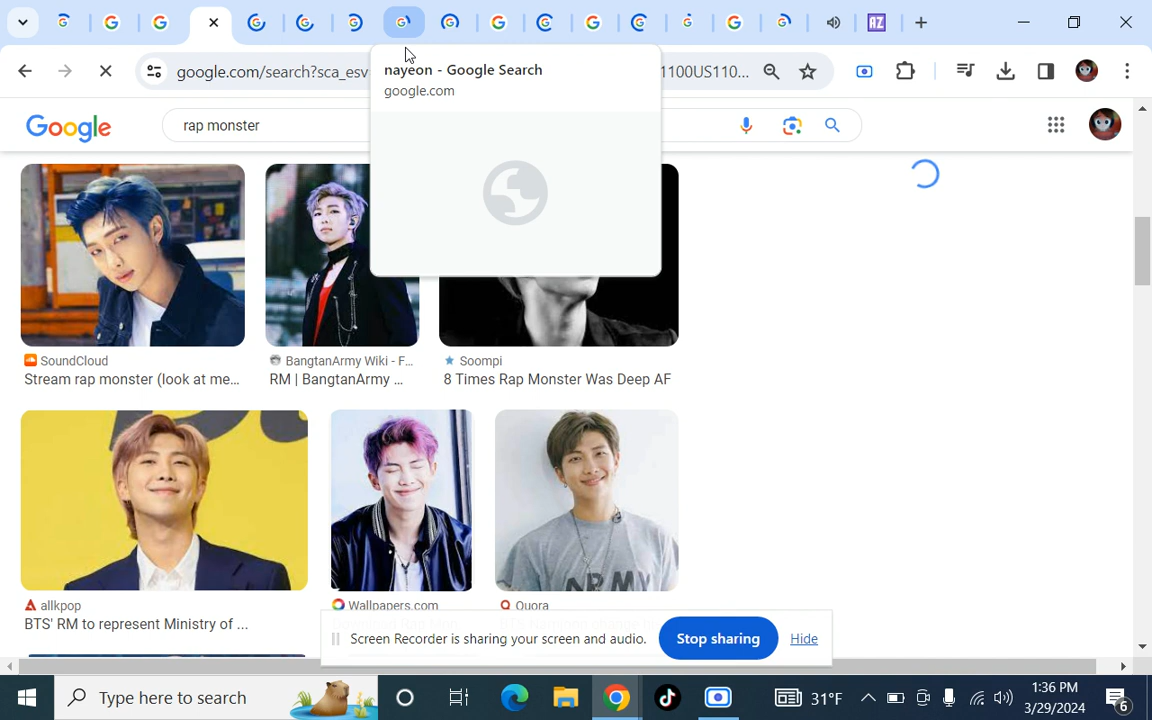 google.com/search?sca_esv
1100US110...
nayeon - Google Search
google.com
Google
rap monster
SoundCloud
Stream rap monster (look at me...
BangtanArmy Wiki - F...
RM | BangtanArmy ...
Soompi
8 Times Rap Monster Was Deep AF
ARMY
allkpop
BTS' RM to represent Ministry of ...
Wallpapers.com
Quora
Screen Recorder is sharing your screen and audio.
Stop sharing
Hide
Type here to search
31°F
1:36 PM
3/29/2024
6
AZ